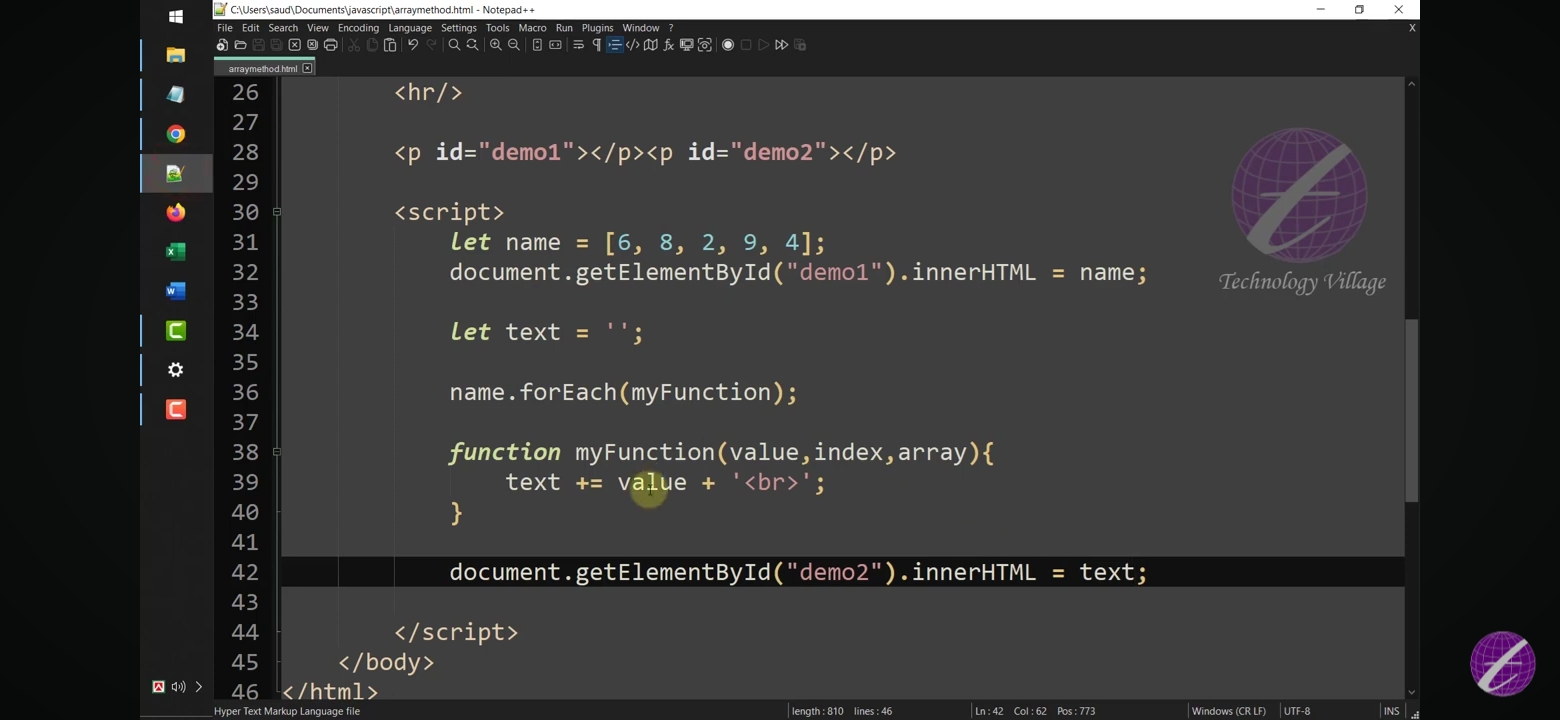 C:\Users\saud\Documents\javascript\arraymethod.html - Notepad++
File Edit Search View Encoding Language Settings Tools Macro Run Plugins Window ? X
arraymethod.html
26 <hr/>
27
28 <p id="demo1"></p><p id="demo2"></p>
29
30 <script>
31 let name = [6, 8, 2, 9, 4];
32 document.getElementById("demo1").innerHTML = name;
33
34 let text = '';
35
36 name.forEach(myFunction);
37
38 function myFunction(value,index,array){
39 text += value + '<br>';
40 }
41
42 document.getElementById("demo2").innerHTML = text;
43
44 </script>
45 </body>
46 </html>
Technology Village
Hyper Text Markup Language file length : 810 lines : 46 Ln : 42 Col : 62 Pos : 773 Windows (CR LF) UTF-8 INS